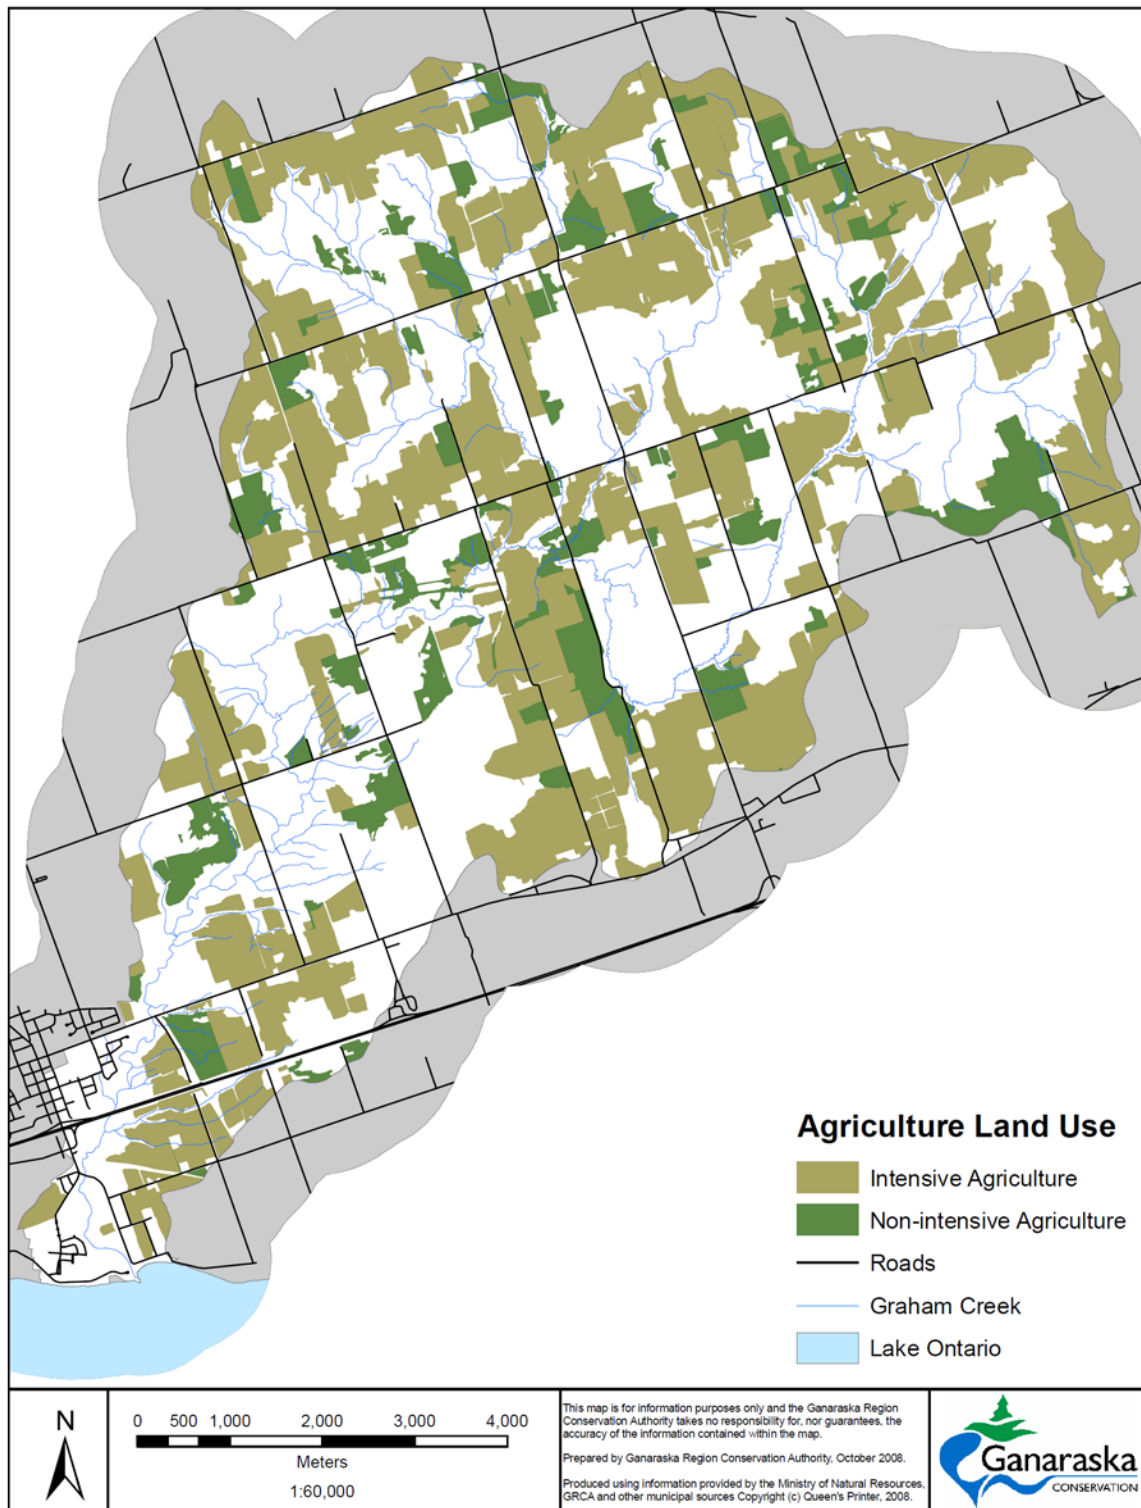 Agriculture Land Use
Intensive Agriculture
Non-intensive Agriculture
Roads
Graham Creek
Lake Ontario
N
0 500 1,000 2,000 3,000 4,000
Meters
1:60,000
This map is for information purposes only and the Ganaraska Region
Conservation Authority takes no responsibility for, nor guarantees, the
accuracy of the information contained within the map.
Prepared by Ganaraska Region Conservation Authority, October 2008.
Produced using information provided by the Ministry of Natural Resources,
GRCA and other municipal sources Copyright (c) Queen's Printer, 2008.
Ganaraska
CONSERVATION